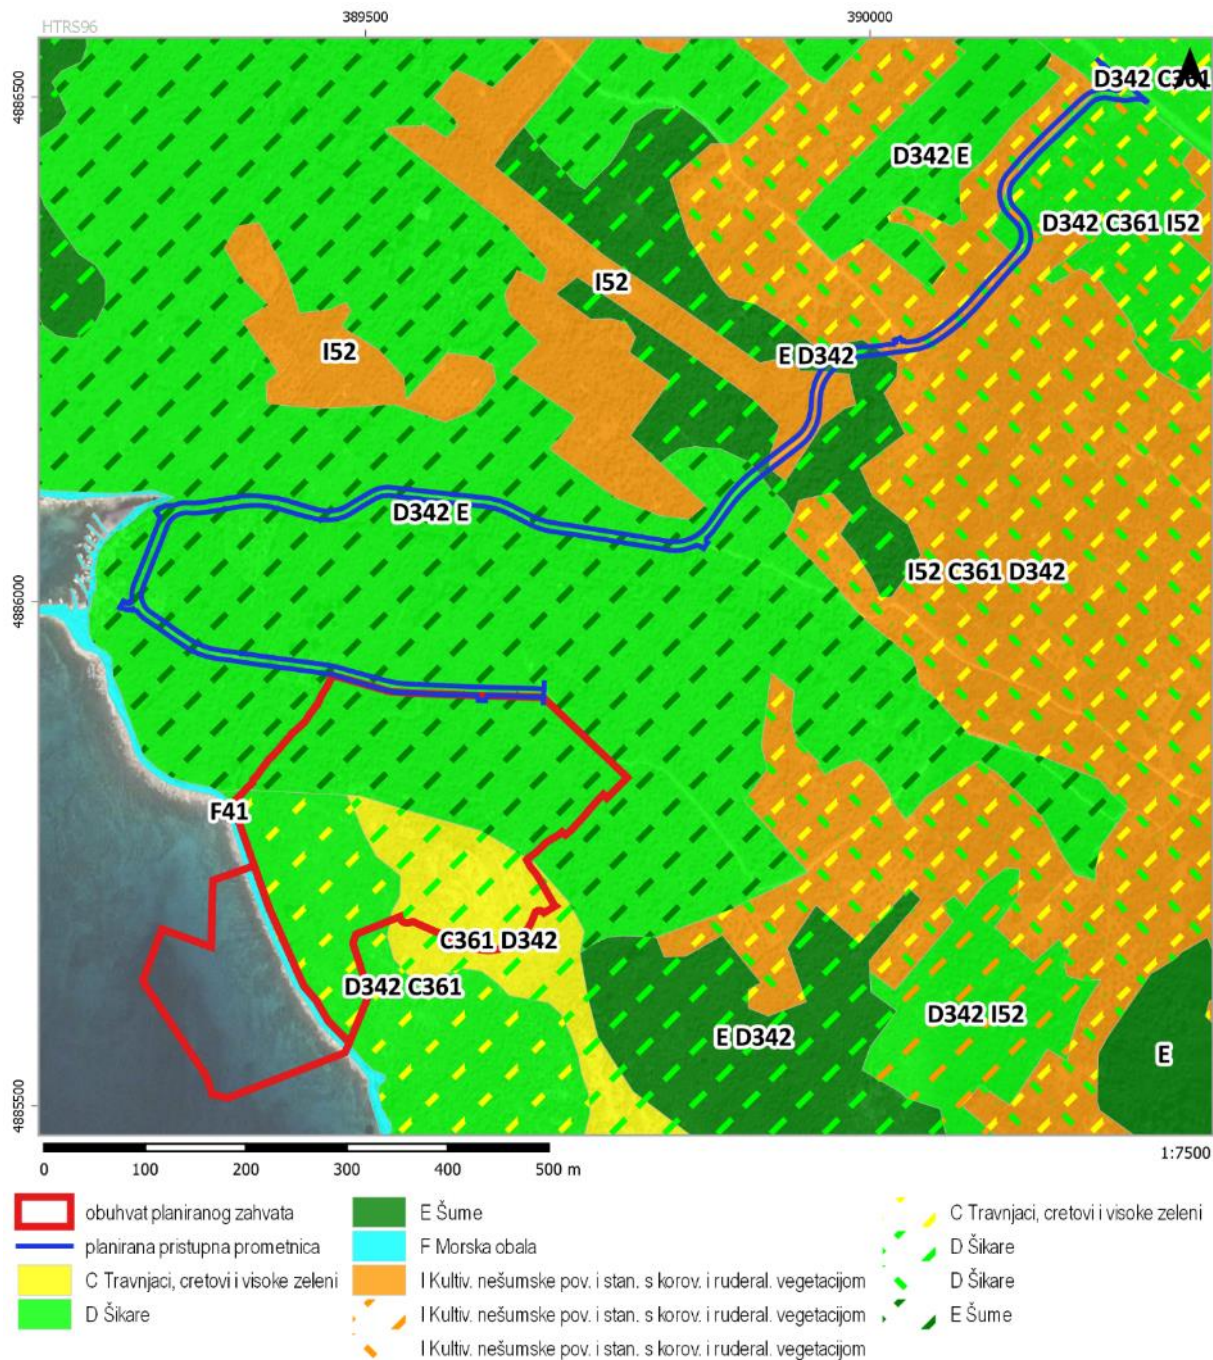 HTRS96
389500
390000
4886500
D342 C361
D342 E
D342 C361 I52
I52
I52
E D342
D342 E
I52 C361 D342
4886000
F41
C361 D342
D342 C361
D342 I52
E D342
E
4885500
0 100 200 300 400 500 m
1:7500
obuhvat planiranog zahvata
planirana pristupna prometnica
C Travnjaci, cretovi i visoke zeleni
D Šikare
E Šume
F Morska obala
I Kultiv. nešumske pov. i stan. s korov. i ruderal. vegetacijom
I Kultiv. nešumske pov. i stan. s korov. i ruderal. vegetacijom
I Kultiv. nešumske pov. i stan. s korov. i ruderal. vegetacijom
C Travnjaci, cretovi i visoke zeleni
D Šikare
D Šikare
E Šume